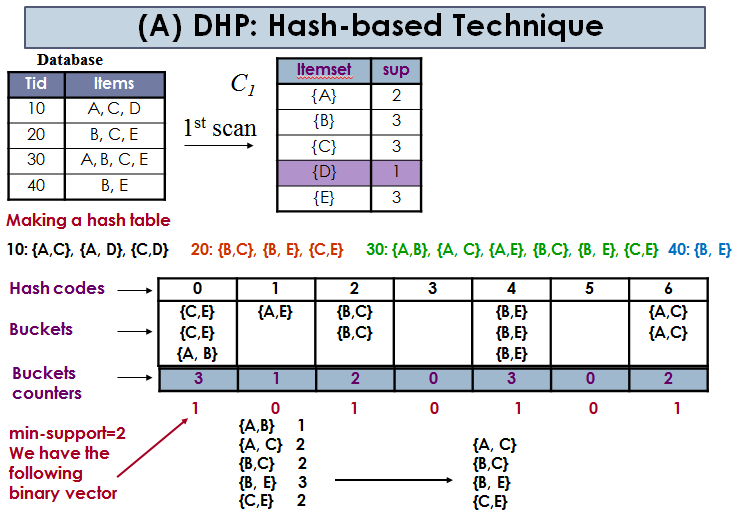 (A) DHP: Hash-based Technique
Database
Tid Items
10 A, C, D
20 B, C, E
30 A, B, C, E
40 B, E
C1
1st scan
Itemset sup
{A} 2
{B} 3
{C} 3
{D} 1
{E} 3
Making a hash table
10: {A,C}, {A, D}, {C,D} 20: {B,C}, {B, E}, {C,E} 30: {A,B}, {A, C}, {A,E}, {B,C}, {B, E}, {C,E} 40: {B, E}
Hash codes 0 1 2 3 4 5 6
Buckets
{C,E} {A,E} {B,C} {B,E} {A,C}
{C,E} {B,C} {B,E} {A,C}
{A, B} {B,E}
Buckets
counters
3 1 2 0 3 0 2
1 0 1 0 1 0 1
min-support=2
We have the
following
binary vector
{A,B} 1
{A, C} 2
{B,C} 2
{B, E} 3
{C,E} 2
{A, C}
{B,C}
{B, E}
{C,E}